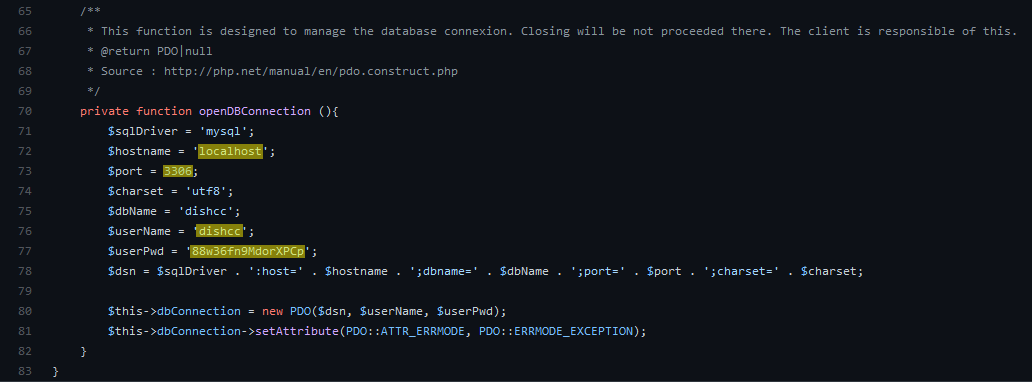 65 /**
66 * This function is designed to manage the database connexion. Closing will be not proceeded there. The client is responsible of this.
67 * @return PDO|null
68 * Source : http://php.net/manual/en/pdo.construct.php
69 */
70 private function openDBConnection (){
71 $sqlDriver = 'mysql';
72 $hostname = 'localhost';
73 $port = 3306;
74 $charset = 'utf8';
75 $dbName = 'dishcc';
76 $userName = 'dishcc';
77 $userPwd = '88w36fn9MdorXPCp';
78 $dsn = $sqlDriver . ':host=' . $hostname . ';dbname=' . $dbName . ';port=' . $port . ';charset=' . $charset;
79
80 $this->dbConnection = new PDO($dsn, $userName, $userPwd);
81 $this->dbConnection->setAttribute(PDO::ATTR_ERRMODE, PDO::ERRMODE_EXCEPTION);
82 }
83 }